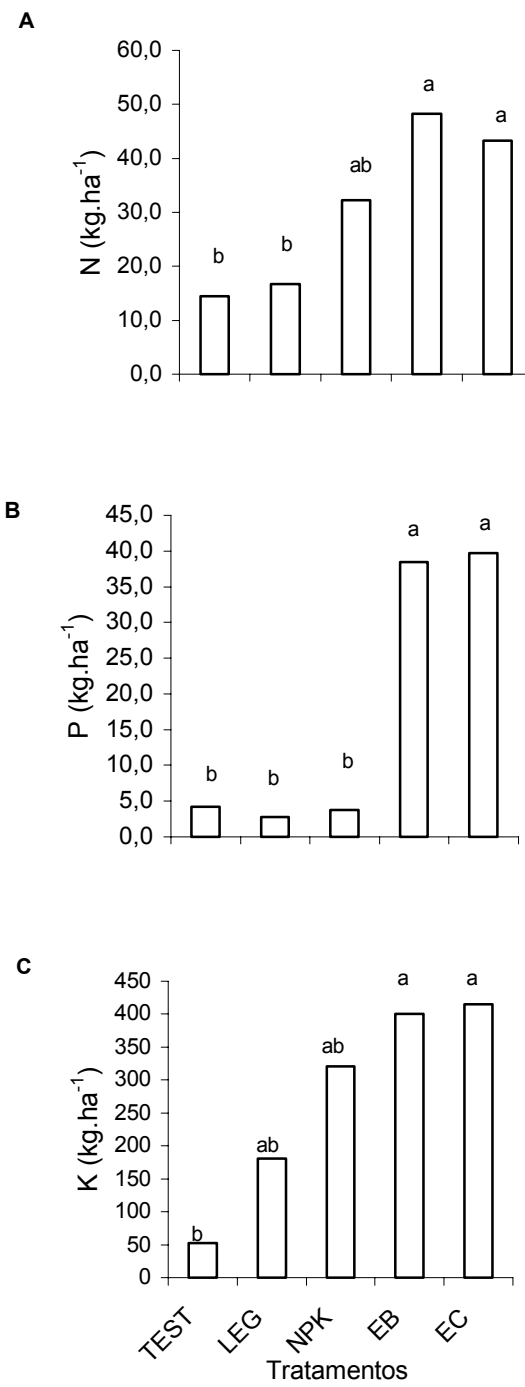 A
60,0
50,0
40,0
30,0
20,0
10,0
0,0
N (kg.ha⁻¹)
b
b
ab
a
a
B
45,0
40,0
35,0
30,0
25,0
20,0
15,0
10,0
5,0
0,0
P (kg.ha⁻¹)
b
b
b
a
a
C
450
400
350
300
250
200
150
100
50
0
K (kg.ha⁻¹)
b
ab
ab
a
a
TEST
LEG
NPK
EB
EC
Tratamentos